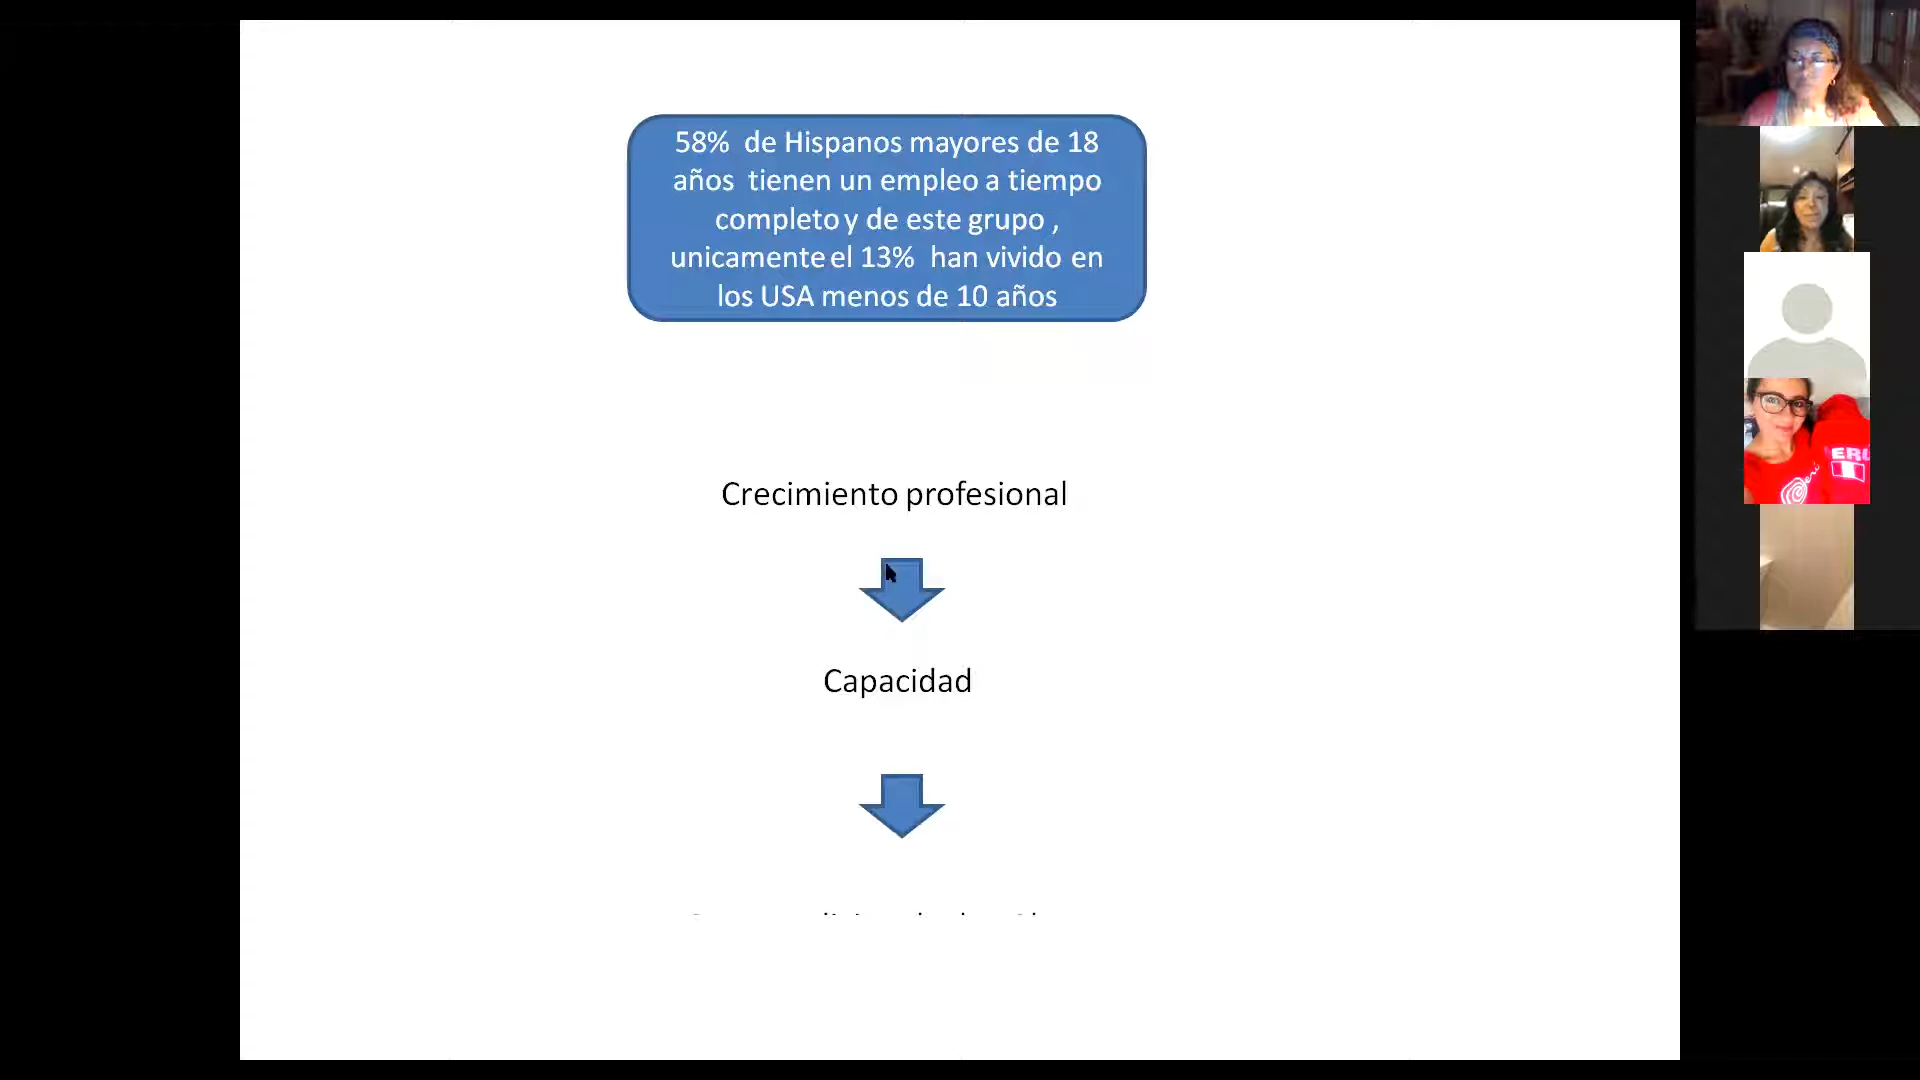 58% de Hispanos mayores de 18
años tienen un empleo a tiempo
completo y de este grupo ,
unicamente el 13% han vivido en
los USA menos de 10 años
Crecimiento profesional
Capacidad